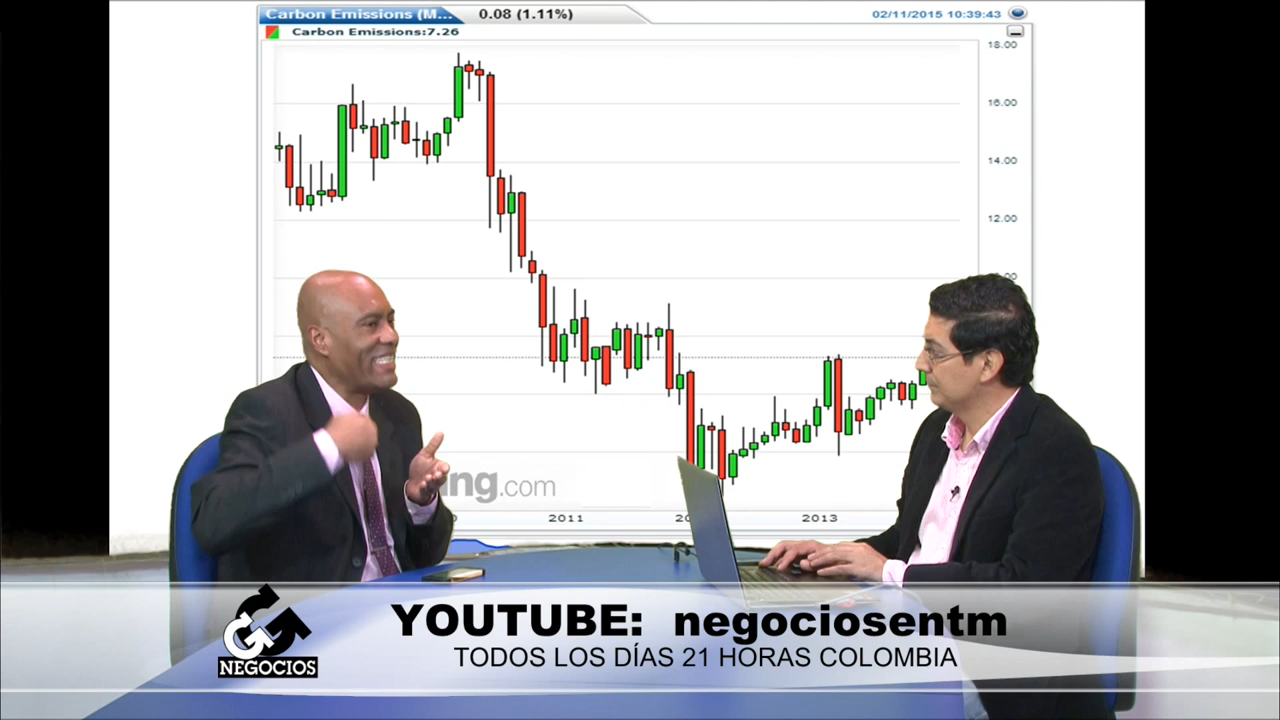 Carbon Emissions (M... 0.08 (1.11%) 02/11/2015 10:39:43
Carbon Emissions:7.26
18.00
16.00
14.00
12.00
ing.com
2011
2013
YOUTUBE: negociosentm
TODOS LOS DÍAS 21 HORAS COLOMBIA
NEGOCIOS